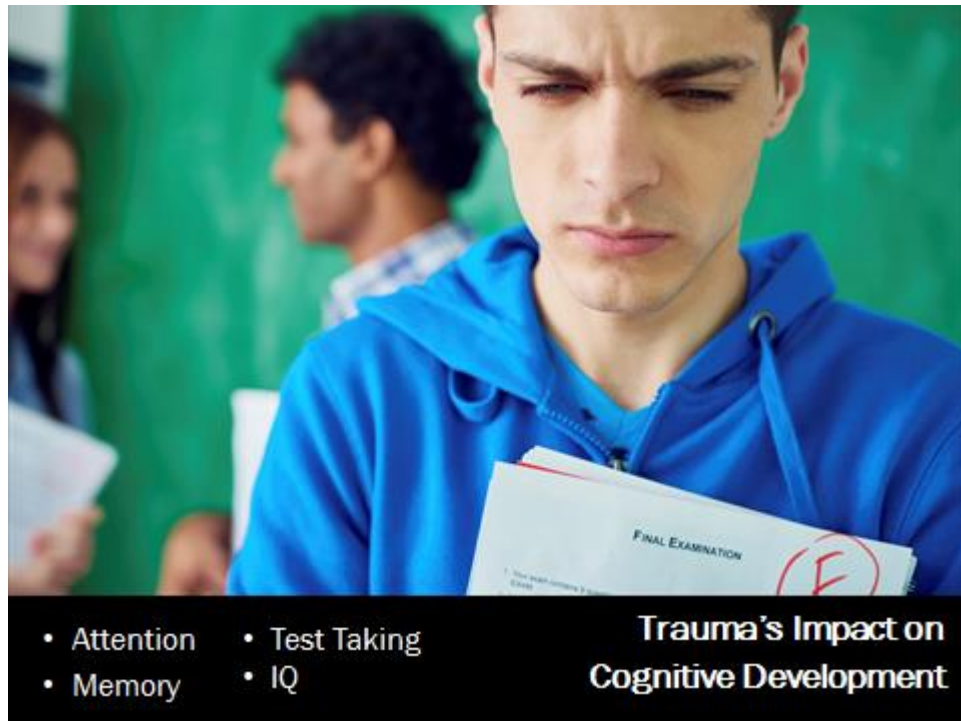 FINAL EXAMINATION
F
• Attention
• Memory
• Test Taking
• IQ
Trauma's Impact on
Cognitive Development